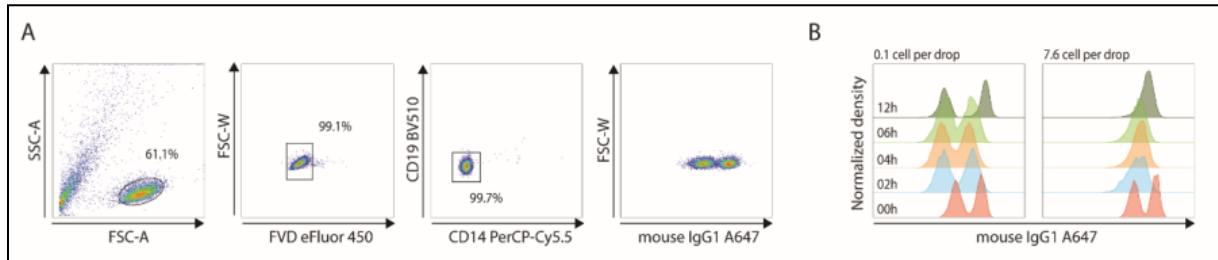 A
SSC-A
61.1%
FSC-A
FSC-W
99.1%
FVD eFluor 450
CD19 BV510
99.7%
CD14 PerCP-Cy5.5
FSC-W
mouse IgG1 A647
B
Normalized density
0.1 cell per drop
7.6 cell per drop
12h
06h
04h
02h
00h
mouse IgG1 A647